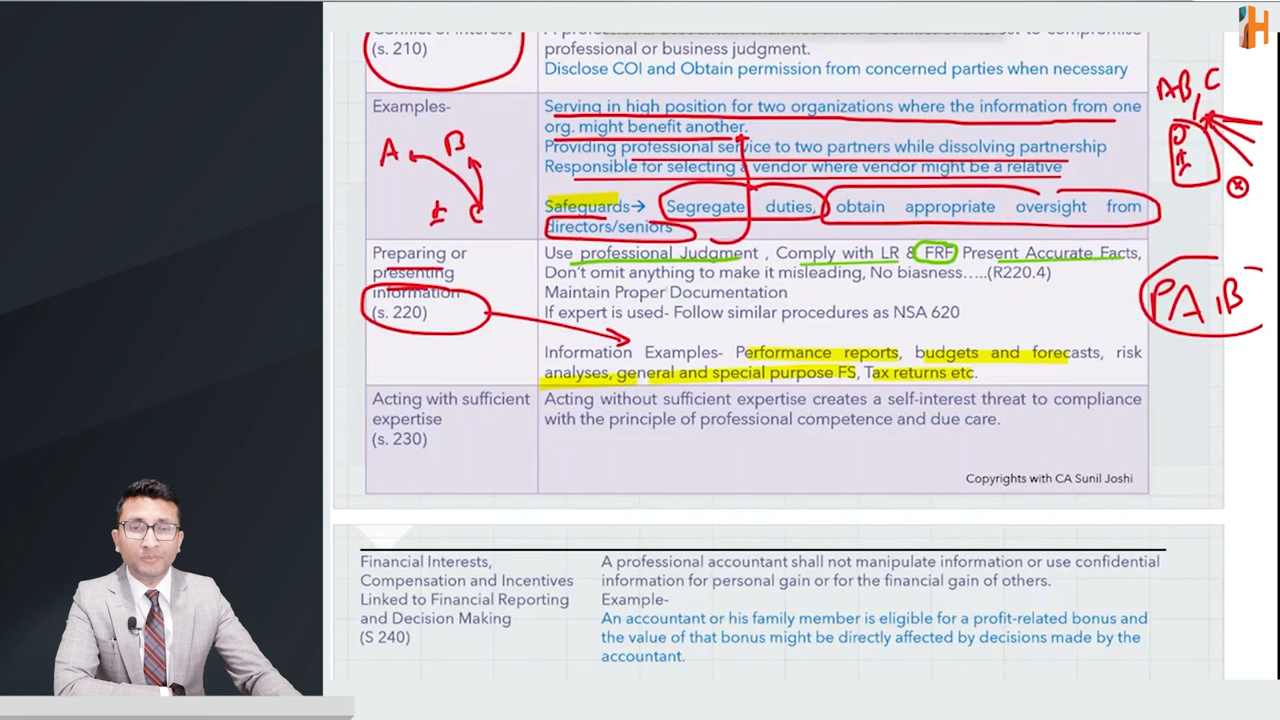 (s. 210)
professional or business judgment.
Disclose COI and Obtain permission from concerned parties when necessary
Examples-
Serving in high position for two organizations where the information from one
org. might benefit another.
Providing professional service to two partners while dissolving partnership
Responsible for selecting a vendor where vendor might be a relative
Safeguards→ Segregate duties, obtain appropriate oversight from
directors/seniors
A B
C
A B, C
Preparing or
presenting
information
(s. 220)
Use professional Judgment , Comply with LR & FRF Present Accurate Facts,
Don't omit anything to make it misleading, No biasness…..(R220.4)
Maintain Proper Documentation
If expert is used- Follow similar procedures as NSA 620
Information Examples- Performance reports, budgets and forecasts, risk
analyses, general and special purpose FS, Tax returns etc.
PAIB
Acting with sufficient
expertise
(s. 230)
Acting without sufficient expertise creates a self-interest threat to compliance
with the principle of professional competence and due care.
Copyrights with CA Sunil Joshi
Financial Interests,
Compensation and Incentives
Linked to Financial Reporting
and Decision Making
(S 240)
A professional accountant shall not manipulate information or use confidential
information for personal gain or for the financial gain of others.
Example-
An accountant or his family member is eligible for a profit-related bonus and
the value of that bonus might be directly affected by decisions made by the
accountant.